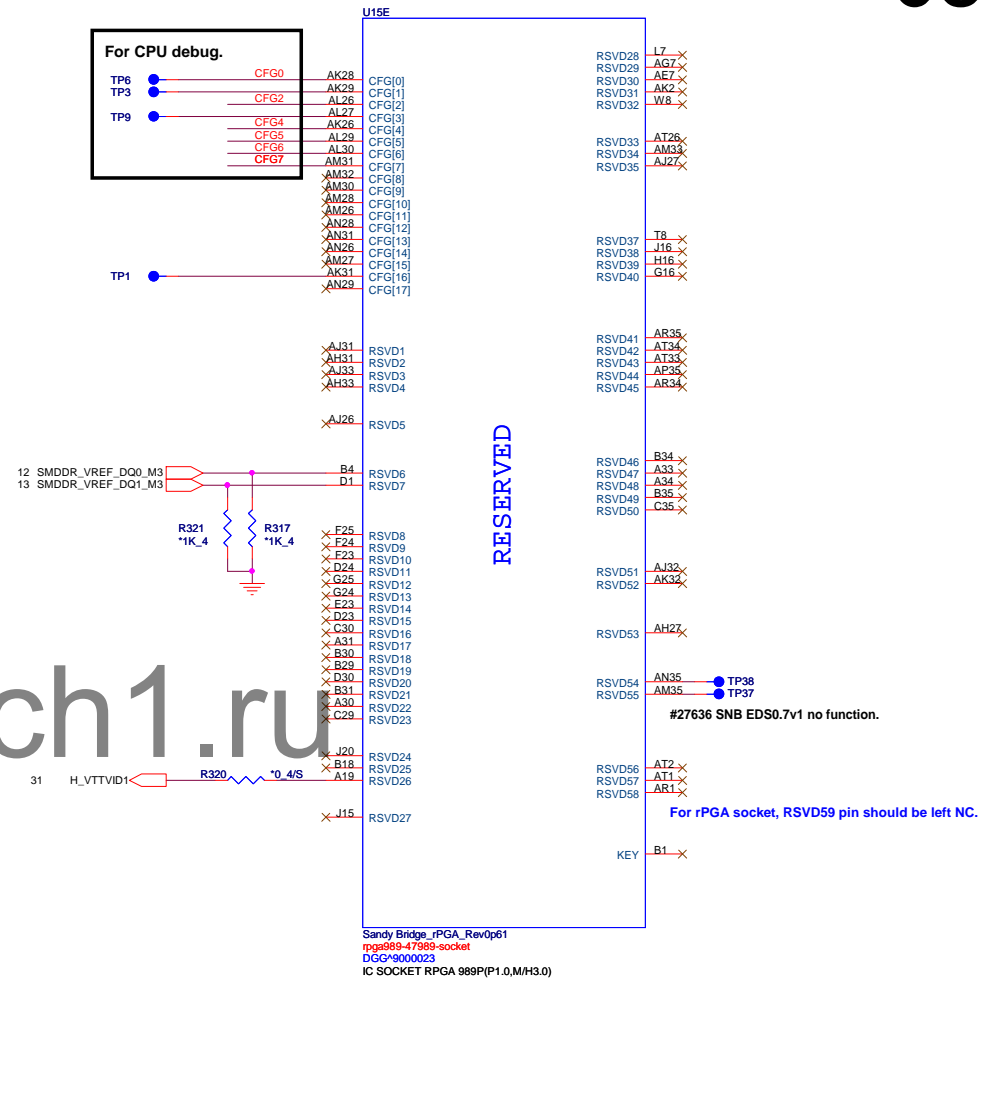 U15E
For CPU debug.
TP6 CFG0 AK28 CFG[0]
TP3 AK29 CFG[1]
CFG2 AL26 CFG[2]
TP9 AL27 CFG[3]
CFG4 AK26 CFG[4]
CFG5 AL29 CFG[5]
CFG6 AL30 CFG[6]
CFG7 AM31 CFG[7]
AM32 CFG[8]
AM30 CFG[9]
AM28 CFG[10]
AM26 CFG[11]
AN28 CFG[12]
AN31 CFG[13]
AN26 CFG[14]
AM27 CFG[15]
TP1 AK31 CFG[16]
AN29 CFG[17]
AJ31 RSVD1
AH31 RSVD2
AJ33 RSVD3
AH33 RSVD4
AJ26 RSVD5
12 SMDDR_VREF_DQ0_M3 B4 RSVD6
13 SMDDR_VREF_DQ1_M3 D1 RSVD7
R321 R317
*1K_4 *1K_4
F25 RSVD8
F24 RSVD9
F23 RSVD10
D24 RSVD11
G25 RSVD12
G24 RSVD13
E23 RSVD14
D23 RSVD15
C30 RSVD16
A31 RSVD17
B30 RSVD18
B29 RSVD19
D30 RSVD20
B31 RSVD21
A30 RSVD22
C29 RSVD23
J20 RSVD24
B18 RSVD25
31 H_VTTVID1 R320 *0_4/S A19 RSVD26
J15 RSVD27
RESERVED
RSVD28 L7
RSVD29 AG7
RSVD30 AE7
RSVD31 AK2
RSVD32 W8
RSVD33 AT26
RSVD34 AM33
RSVD35 AJ27
RSVD37 T8
RSVD38 J16
RSVD39 H16
RSVD40 G16
RSVD41 AR35
RSVD42 AT34
RSVD43 AT33
RSVD44 AP35
RSVD45 AR34
RSVD46 B34
RSVD47 A33
RSVD48 A34
RSVD49 B35
RSVD50 C35
RSVD51 AJ32
RSVD52 AK32
RSVD53 AH27
RSVD54 AN35 TP38
RSVD55 AM35 TP37
#27636 SNB EDS0.7v1 no function.
RSVD56 AT2
RSVD57 AT1
RSVD58 AR1
For rPGA socket, RSVD59 pin should be left NC.
KEY B1
ch1.ru
Sandy Bridge_rPGA_Rev0p61
rpga989-47989-socket
DGG^9000023
IC SOCKET RPGA 989P(P1.0,M/H3.0)